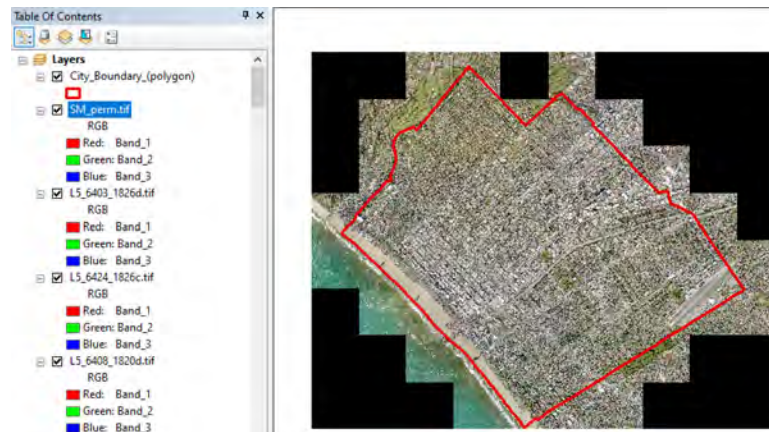 Table Of Contents
Layers
City_Boundary_(polygon)
SM_perm.tif
RGB
Red: Band_1
Green: Band_2
Blue: Band_3
L5_6403_1826d.tif
RGB
Red: Band_1
Green: Band_2
Blue: Band_3
L5_6424_1826c.tif
RGB
Red: Band_1
Green: Band_2
Blue: Band_3
L5_6408_1820d.tif
RGB
Red: Band_1
Green: Band_2
Blue: Band_3